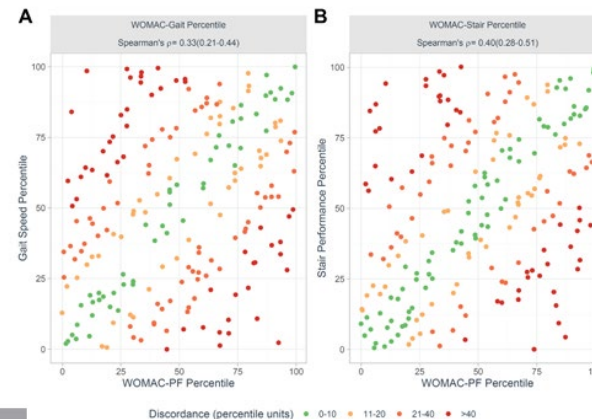 A
WOMAC-Gait Percentile
Spearman's ρ= 0.33(0.21-0.44)
100
75
50
25
0
Gait Speed Percentile
0 25 50 75 100
WOMAC-PF Percentile
B
WOMAC-Stair Percentile
Spearman's ρ= 0.40(0.28-0.51)
100
75
50
25
0
Stair Performance Percentile
0 25 50 75 100
WOMAC-PF Percentile
Discordance (percentile units) 0-10 11-20 21-40 >40